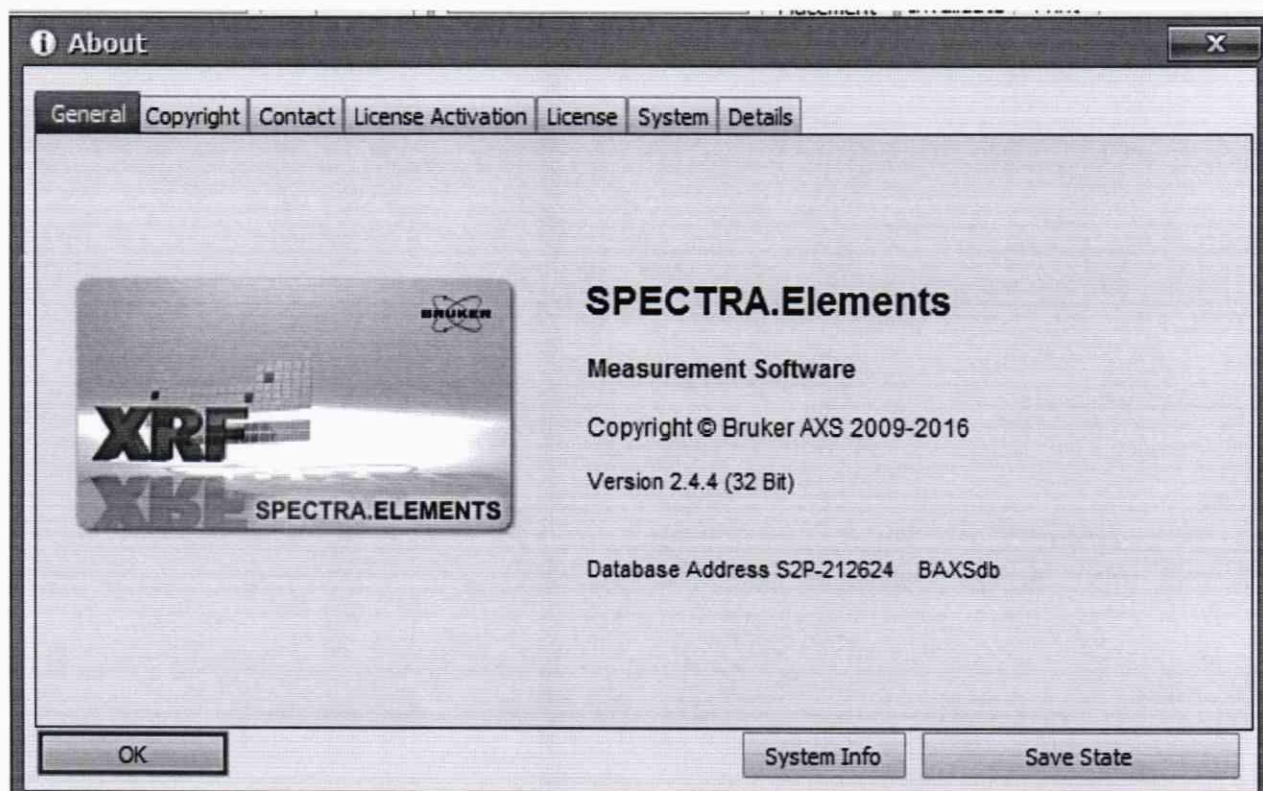 About
X
General Copyright Contact License Activation License System Details
BRUKER
XRF
SPECTRA.ELEMENTS
SPECTRA.Elements
Measurement Software
Copyright © Bruker AXS 2009-2016
Version 2.4.4 (32 Bit)
Database Address S2P-212624 BAXSdb
OK
System Info
Save State